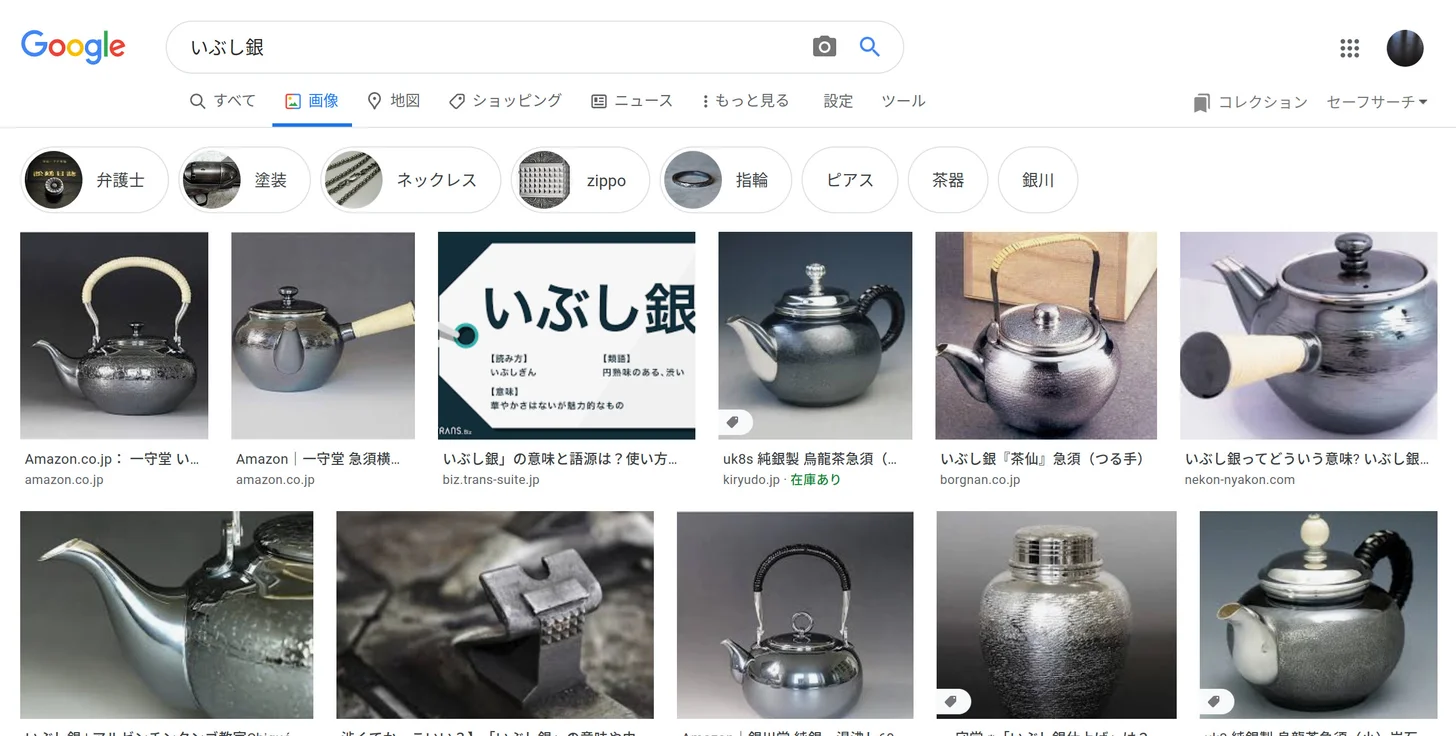 Google
いぶし銀
すべて
画像
地図
ショッピング
ニュース
もっと見る
設定
ツール
コレクション
セーフサーチ
弁護士
塗装
ネックレス
zippo
指輪
ピアス
茶器
銀川
いぶし銀
【読み方】
いぶしぎん
【類語】
円熟味のある、渋い
【意味】
華やかさはないが魅力的なもの
RANS.Biz
Amazon.co.jp： 一守堂 い...
amazon.co.jp
Amazon｜一守堂 急須横...
amazon.co.jp
いぶし銀」の意味と語源は？使い方...
biz.trans-suite.jp
uk8s 純銀製 烏龍茶急須（...
kiryudo.jp · 在庫あり
いぶし銀『茶仙』急須（つる手）
borgnan.co.jp
いぶし銀ってどういう意味? いぶし銀...
nekon-nyakon.com